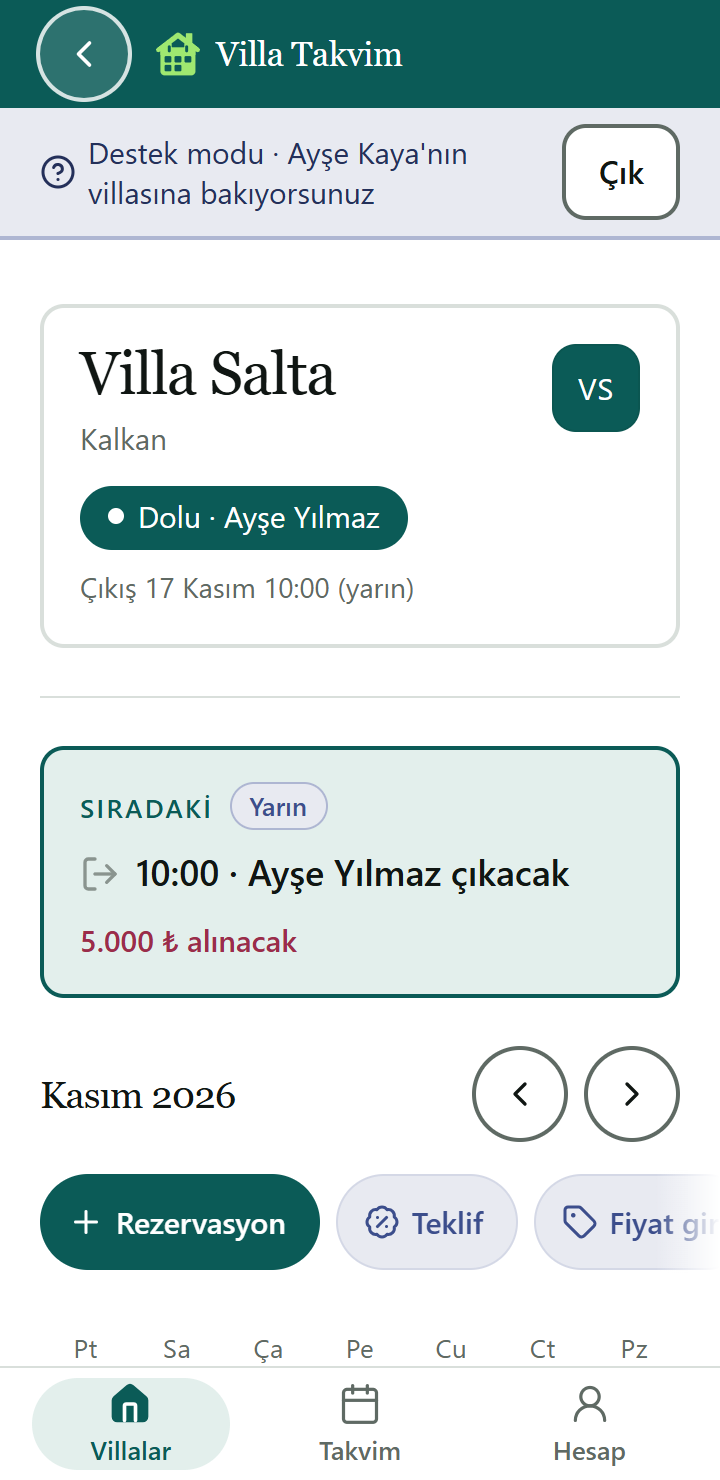 Villa Takvim
Destek modu · Ayşe Kaya'nın
villasına bakıyorsunuz
Çık
Villa Salta
VS
Kalkan
Dolu · Ayşe Yılmaz
Çıkış 17 Kasım 10:00 (yarın)
SIRADAKİ
Yarın
10:00 · Ayşe Yılmaz çıkacak
5.000 ₺ alınacak
Kasım 2026
Rezervasyon
Teklif
Fiyat gir
Pt Sa Ça Pe Cu Ct Pz
Villalar
Takvim
Hesap